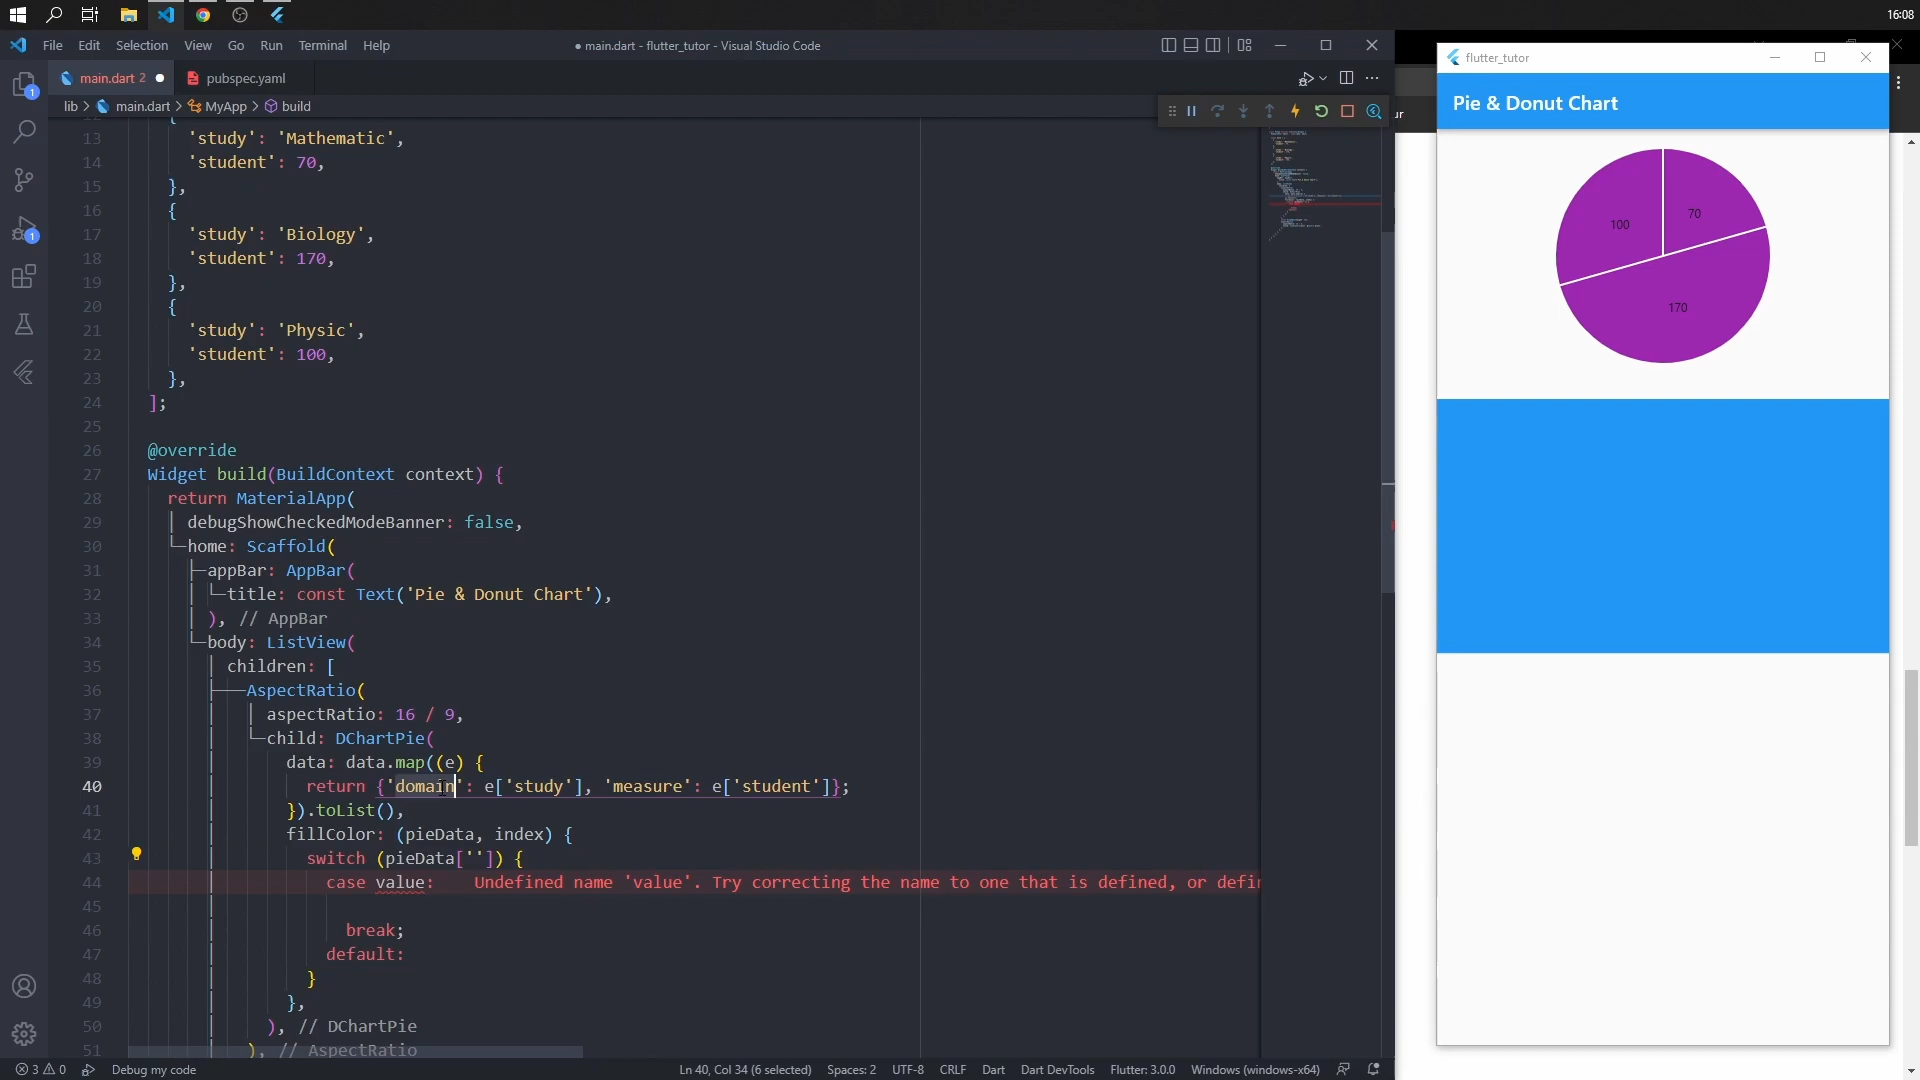 16:08
File Edit Selection View Go Run Terminal Help
● main.dart - flutter_tutor - Visual Studio Code
main.dart 2 ●
pubspec.yaml
lib > main.dart > MyApp > build
1
1
13 'study': 'Mathematic',
14 'student': 70,
15 },
16 {
17 'study': 'Biology',
18 'student': 170,
19 },
20 {
21 'study': 'Physic',
22 'student': 100,
23 },
24 ];
25
26 @override
27 Widget build(BuildContext context) {
28 return MaterialApp(
29 debugShowCheckedModeBanner: false,
30 home: Scaffold(
31 appBar: AppBar(
32 title: const Text('Pie & Donut Chart'),
33 ), // AppBar
34 body: ListView(
35 children: [
36 AspectRatio(
37 aspectRatio: 16 / 9,
38 child: DChartPie(
39 data: data.map((e) {
40 return {'domain': e['study'], 'measure': e['student']};
41 }).toList(),
42 fillColor: (pieData, index) {
43 switch (pieData['']) {
44 case value: Undefined name 'value'. Try correcting the name to one that is defined, or defi
45
46 break;
47 default:
48 }
49 },
50 ), // DChartPie
51 ), // AspectRatio
3 0 Debug my code
Ln 40, Col 34 (6 selected) Spaces: 2 UTF-8 CRLF Dart Dart DevTools Flutter: 3.0.0 Windows (windows-x64)
flutter_tutor
Pie & Donut Chart
70
100
170